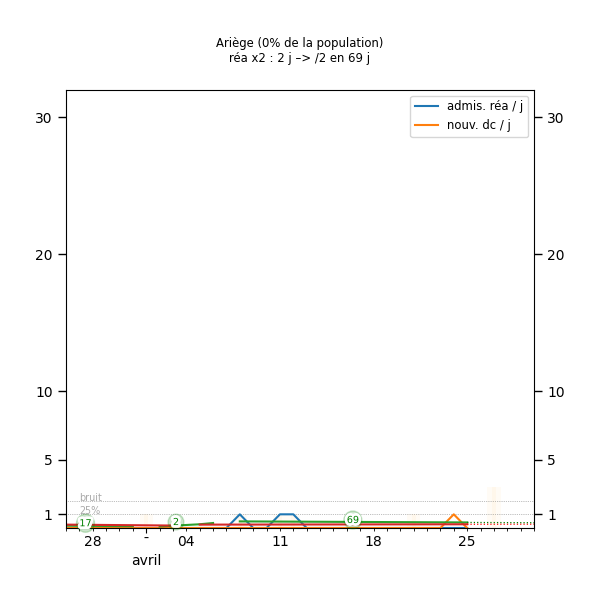 Ariège (0% de la population)
réa x2 : 2 j –> /2 en 69 j
admis. réa / j
nouv. dc / j
30 30
20 20
10 10
5 5
bruit
25%
1 1
17 2 69
28 - 04 11 18 25
avril